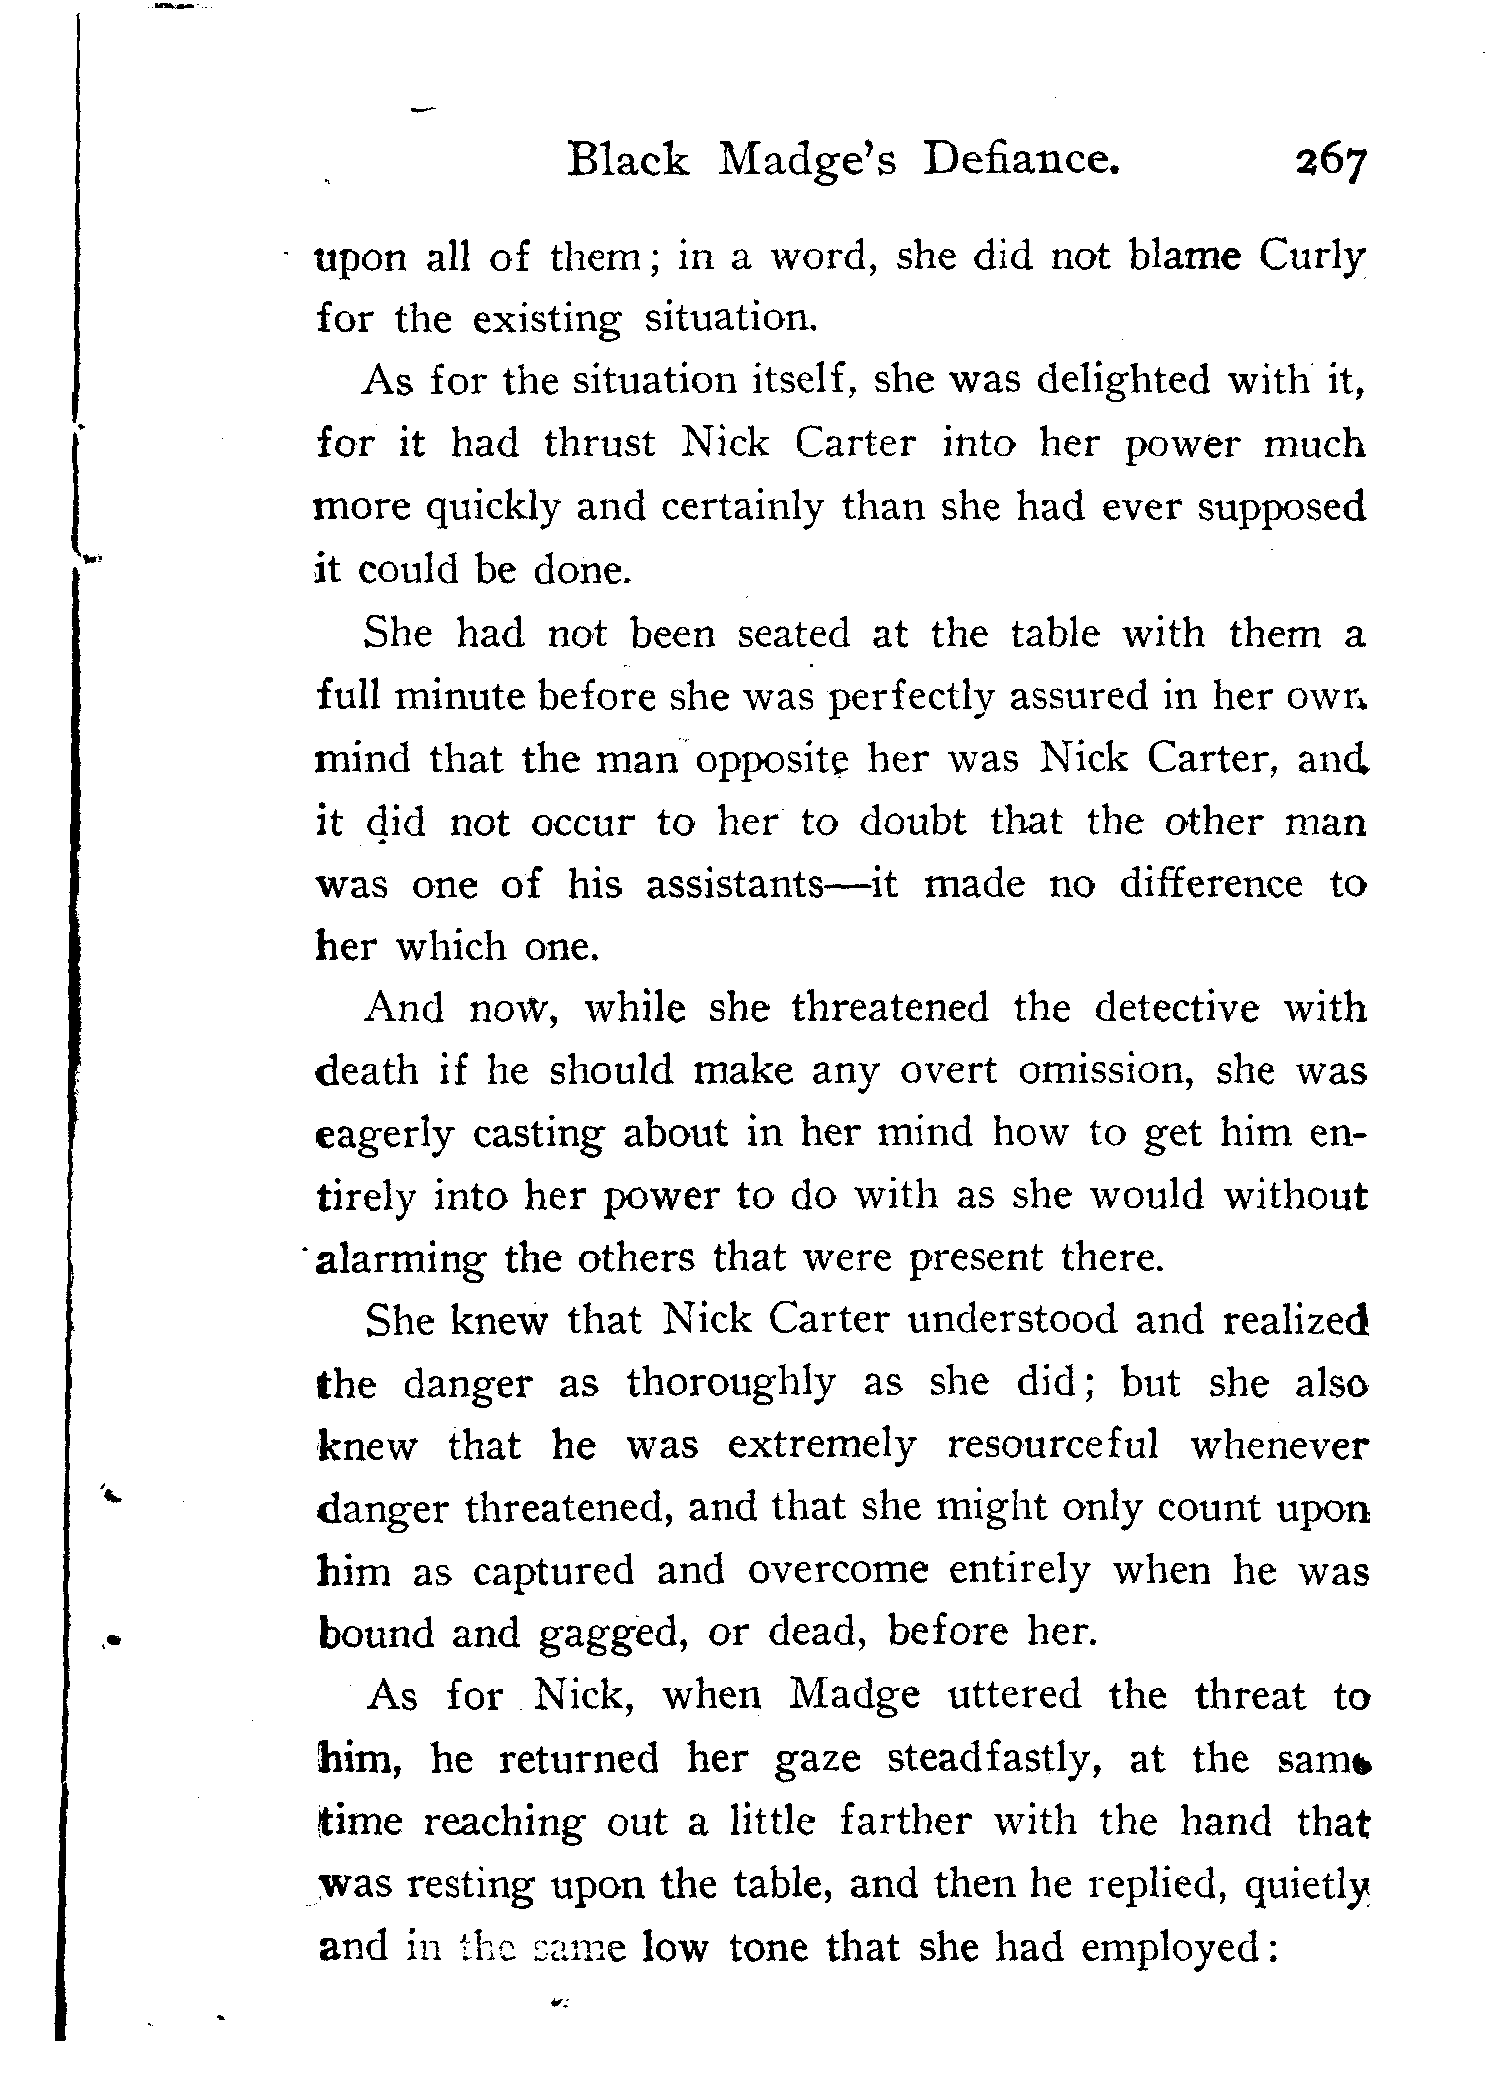 Black Madge's Defiance. 267
upon all of them; in a word, she did not blame Curly
for the existing situation.
As for the situation itself, she was delighted with it,
for it had thrust Nick Carter into her power much
more quickly and certainly than she had ever supposed
it could be done.
She had not been seated at the table with them a
full minute before she was perfectly assured in her own
mind that the man opposite her was Nick Carter, and
it did not occur to her to doubt that the other man
was one of his assistants—it made no difference to
her which one.
And now, while she threatened the detective with
death if he should make any overt omission, she was
eagerly casting about in her mind how to get him en-
tirely into her power to do with as she would without
alarming the others that were present there.
She knew that Nick Carter understood and realized
the danger as thoroughly as she did; but she also
knew that he was extremely resourceful whenever
danger threatened, and that she might only count upon
him as captured and overcome entirely when he was
bound and gagged, or dead, before her.
As for Nick, when Madge uttered the threat to
him, he returned her gaze steadfastly, at the same
time reaching out a little farther with the hand that
was resting upon the table, and then he replied, quietly
and in the same low tone that she had employed: